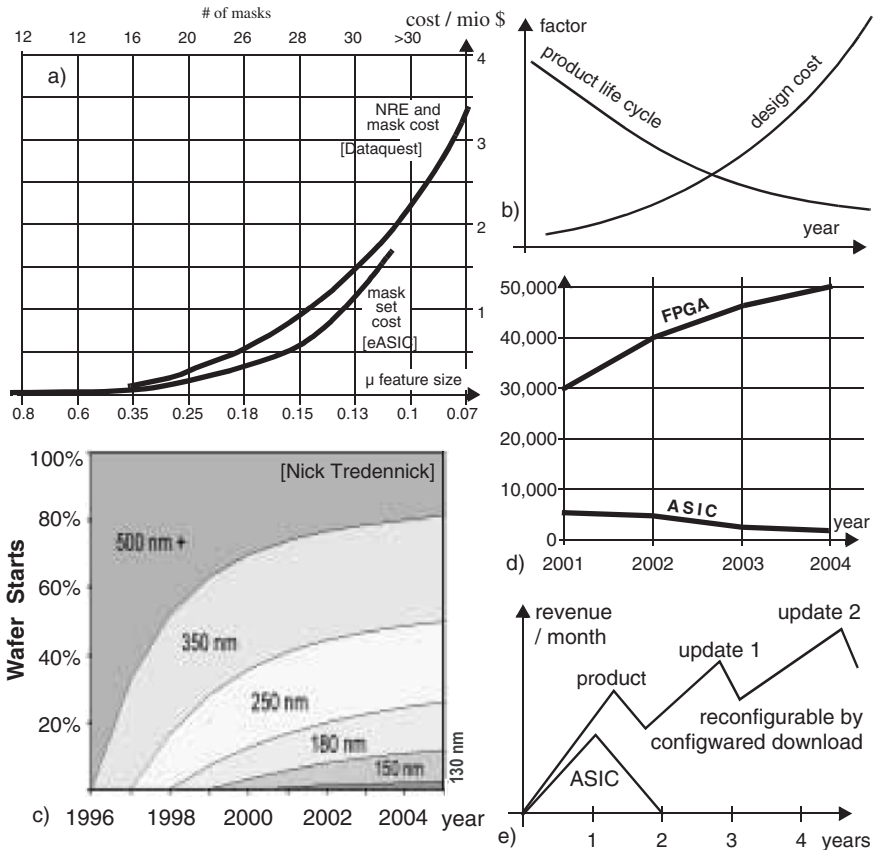 # of masks
cost / mio $
12 12 16 20 26 28 30 >30
4
a)
NRE and
mask cost
[Dataquest]
3
2
mask
set
cost
[eASIC]
1
µ feature size
0.8 0.6 0.35 0.25 0.18 0.15 0.13 0.1 0.07
factor
product life cycle
design cost
b)
year
50,000
FPGA
40,000
30,000
20,000
10,000
ASIC
0
year
d)
2001 2002 2003 2004
100%
[Nick Tredennick]
80%
500 nm +
60%
350 nm
40%
250 nm
20%
180 nm
150 nm
130 nm
Wafer Starts
c)
1996 1998 2000 2002 2004 year
revenue
/ month
update 2
update 1
product
reconfigurable by
configwared download
ASIC
e)
1 2 3 4 years